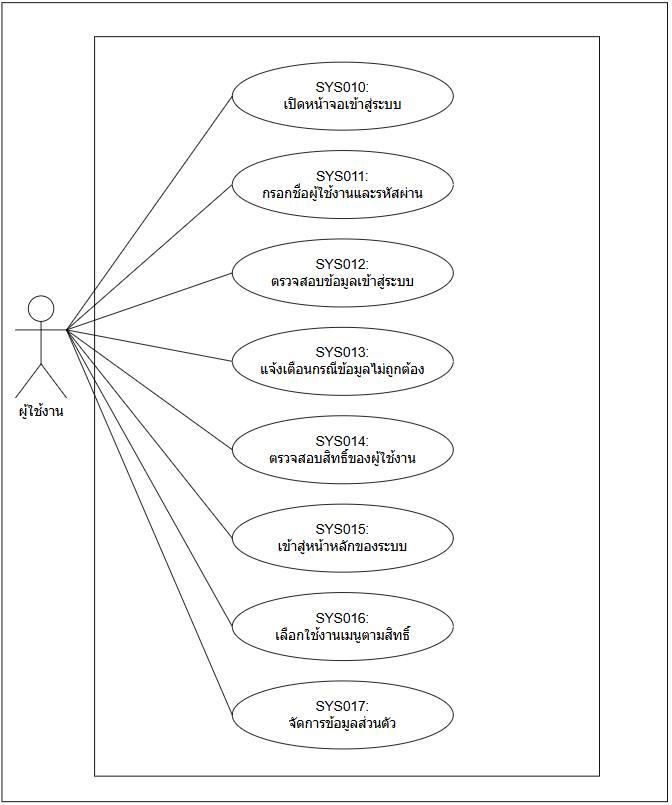 SYS010:
เปิดหน้าจอเข้าสู่ระบบ
SYS011:
กรอกชื่อผู้ใช้งานและรหัสผ่าน
SYS012:
ตรวจสอบข้อมูลเข้าสู่ระบบ
SYS013:
แจ้งเตือนกรณีข้อมูลไม่ถูกต้อง
ผู้ใช้งาน
SYS014:
ตรวจสอบสิทธิ์ของผู้ใช้งาน
SYS015:
เข้าสู่หน้าหลักของระบบ
SYS016:
เลือกใช้งานเมนูตามสิทธิ์
SYS017:
จัดการข้อมูลส่วนตัว